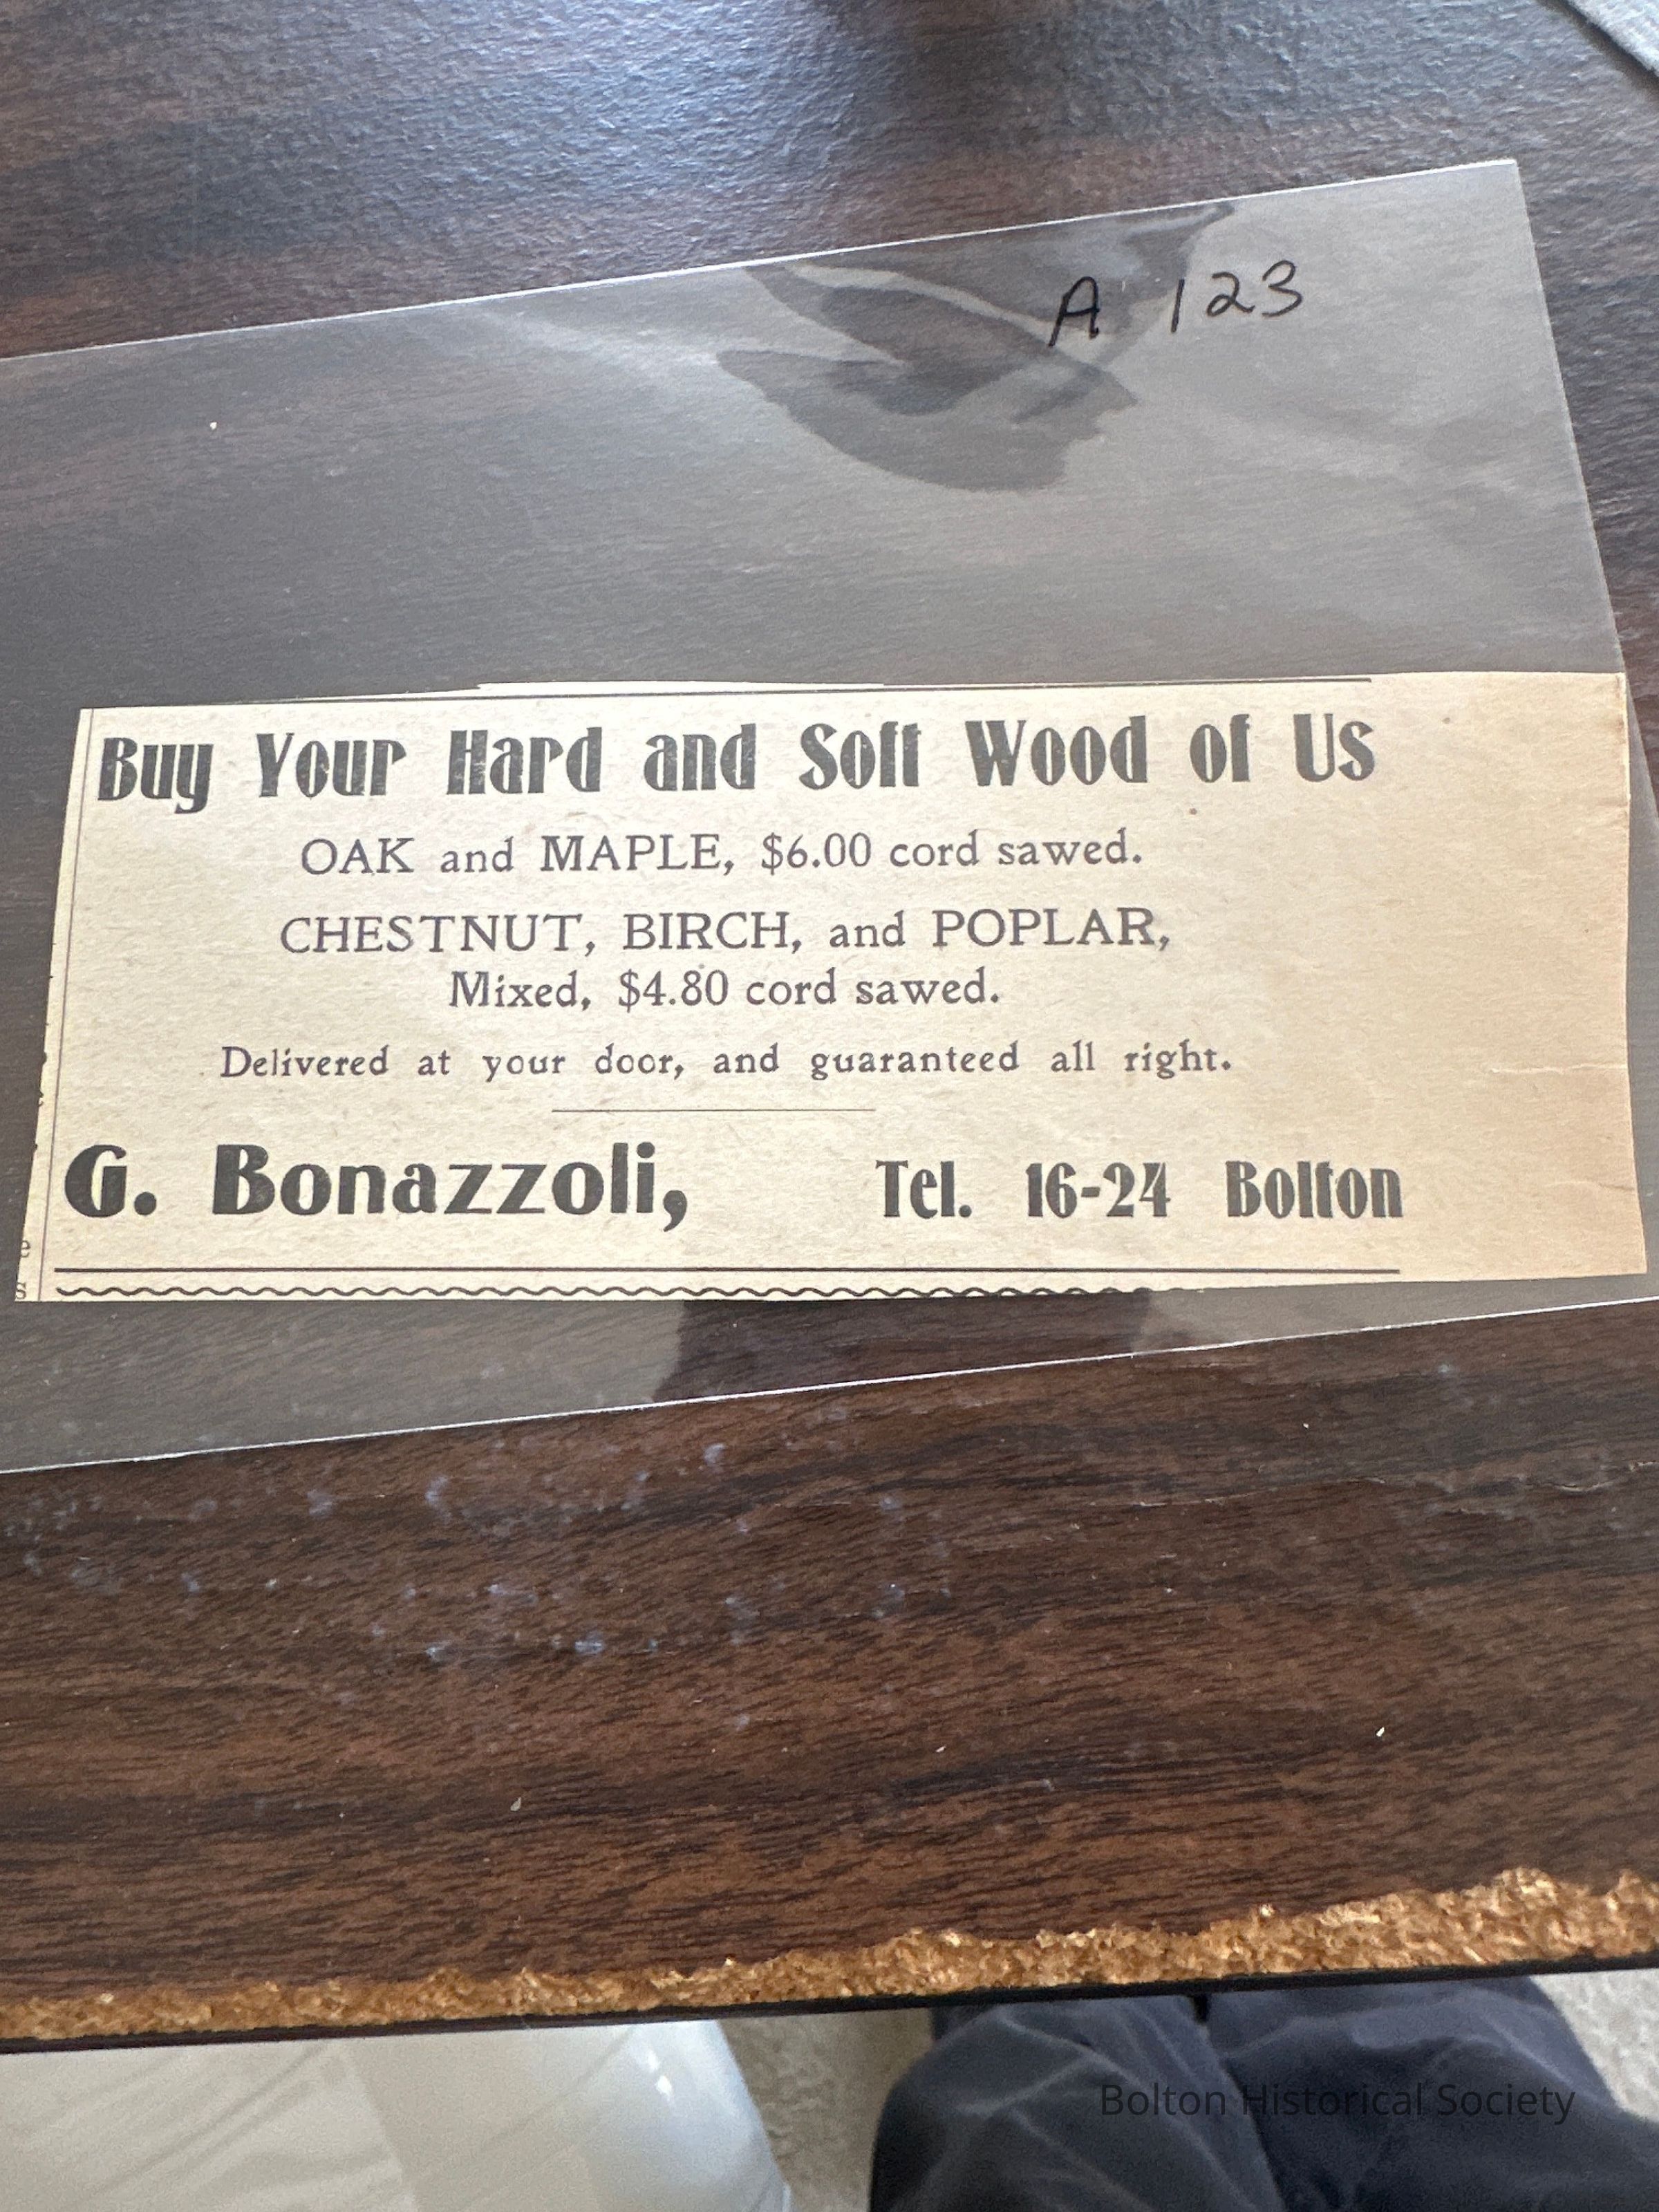 A 123
Buy Your Hard and Soft Wood of Us
OAK and MAPLE, $6.00 cord sawed.
CHESTNUT, BIRCH, and POPLAR,
Mixed, $4.80 cord sawed.
Delivered at your door, and guaranteed all right.
G. Bonazzoli, Tel. 16-24 Bolton
e
s
Bolton Historical Society